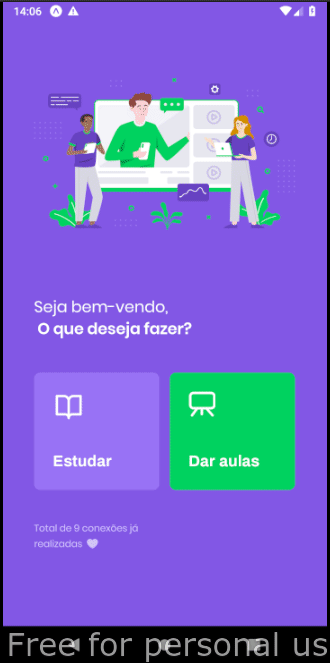 14:06
Seja bem-vendo,
O que deseja fazer?
Estudar
Dar aulas
Total de 9 conexões já
realizadas
Free for personal us